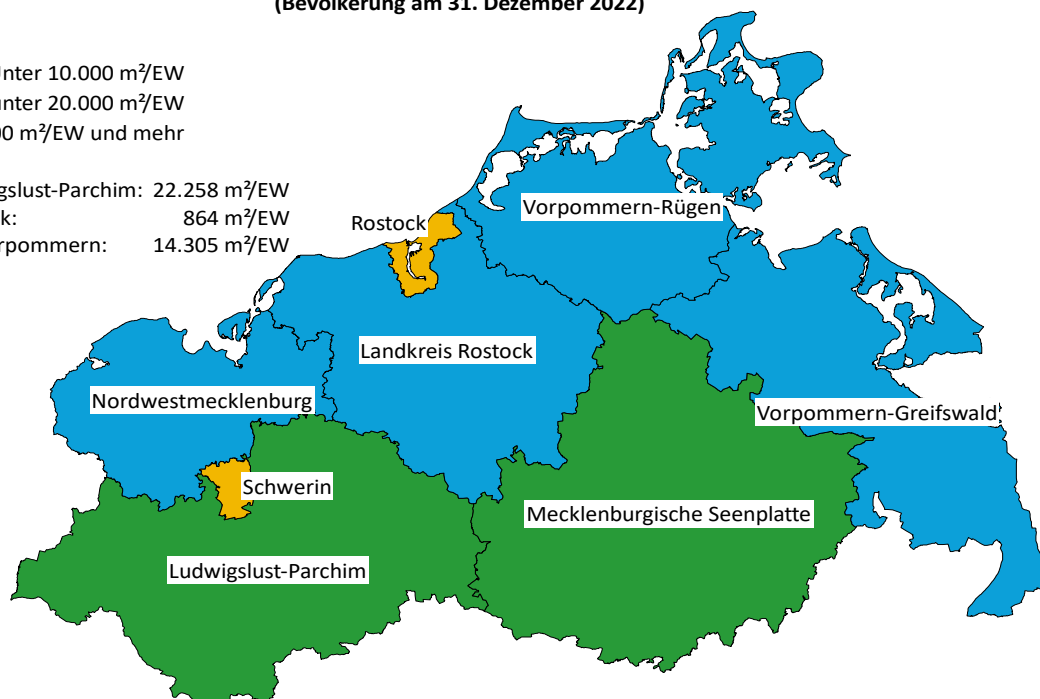 (Bevölkerung am 31. Dezember 2022)
Unter 10.000 m²/EW
unter 20.000 m²/EW
00 m²/EW und mehr
gslust-Parchim: 22.258 m²/EW
k: 864 m²/EW
rpommern: 14.305 m²/EW
Rostock
Vorpommern-Rügen
Landkreis Rostock
Nordwestmecklenburg
Vorpommern-Greifswald
Schwerin
Mecklenburgische Seenplatte
Ludwigslust-Parchim